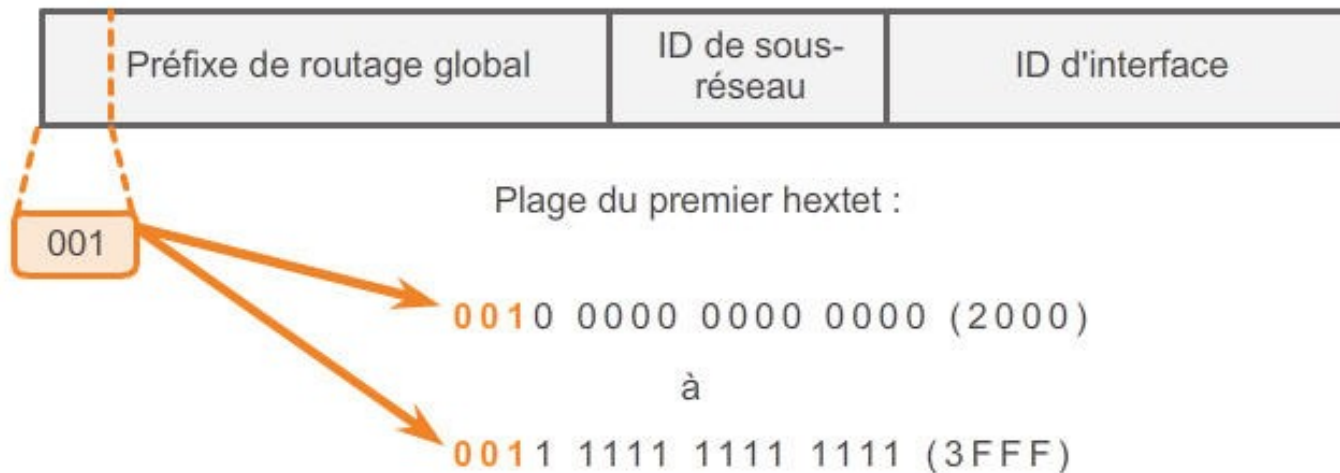 Préfixe de routage global
ID de sous-
réseau
ID d'interface
001
Plage du premier hextet :
0010 0000 0000 0000 (2000)
à
0011 1111 1111 1111 (3FFF)